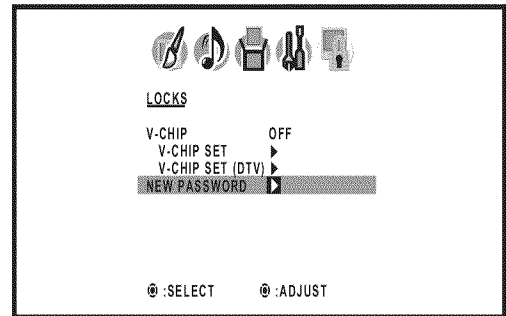 LOCKS
V-CHIP OFF
V-CHIP SET
V-CHIP SET (DTV)
NEW PASSWORD
:SELECT :ADJUST